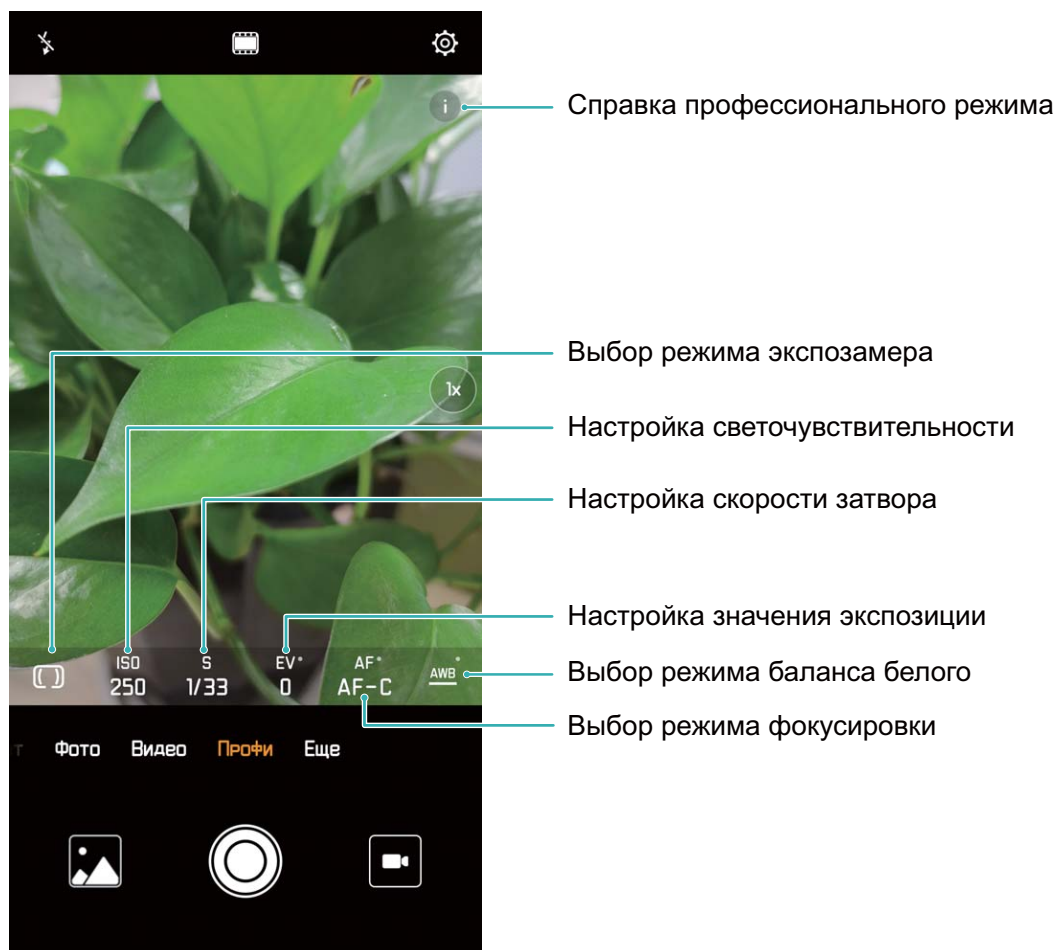 i
Справка профессионального режима
Выбор режима экспозамера
1x
Настройка светочувствительности
Настройка скорости затвора
Настройка значения экспозиции
ISO S EV AF AWB
250 1/33 0 AF-C
Выбор режима баланса белого
Выбор режима фокусировки
т Фото Видео Профи Еще